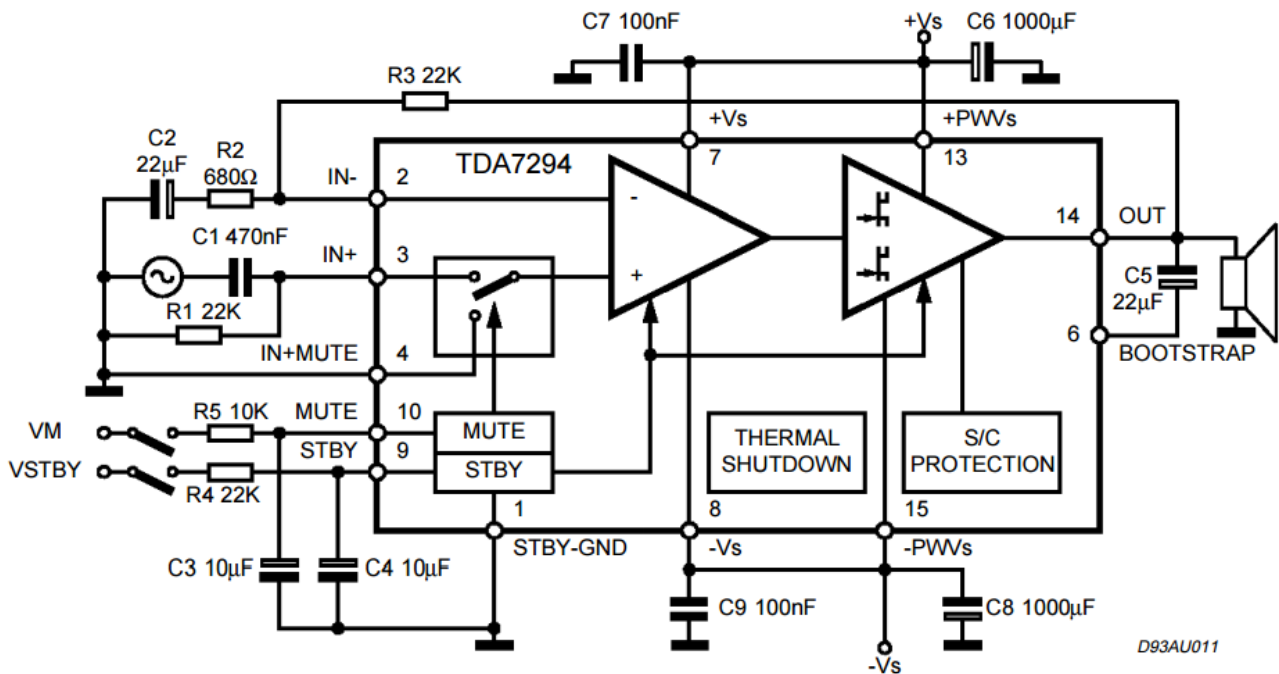 C7 100nF
+Vs
C6 1000µF
R3 22K
+Vs
+PWVs
C2
22µF
R2
680Ω
TDA7294
7
13
IN-
2
-
14
OUT
C1 470nF
IN+
3
+
C5
22µF
R1 22K
IN+MUTE
4
6
BOOTSTRAP
R5 10K
MUTE
10
VM
MUTE
THERMAL
SHUTDOWN
S/C
PROTECTION
STBY
9
VSTBY
STBY
R4 22K
1
8
15
STBY-GND
-Vs
-PWVs
C3 10µF
C4 10µF
C9 100nF
C8 1000µF
-Vs
D93AU011